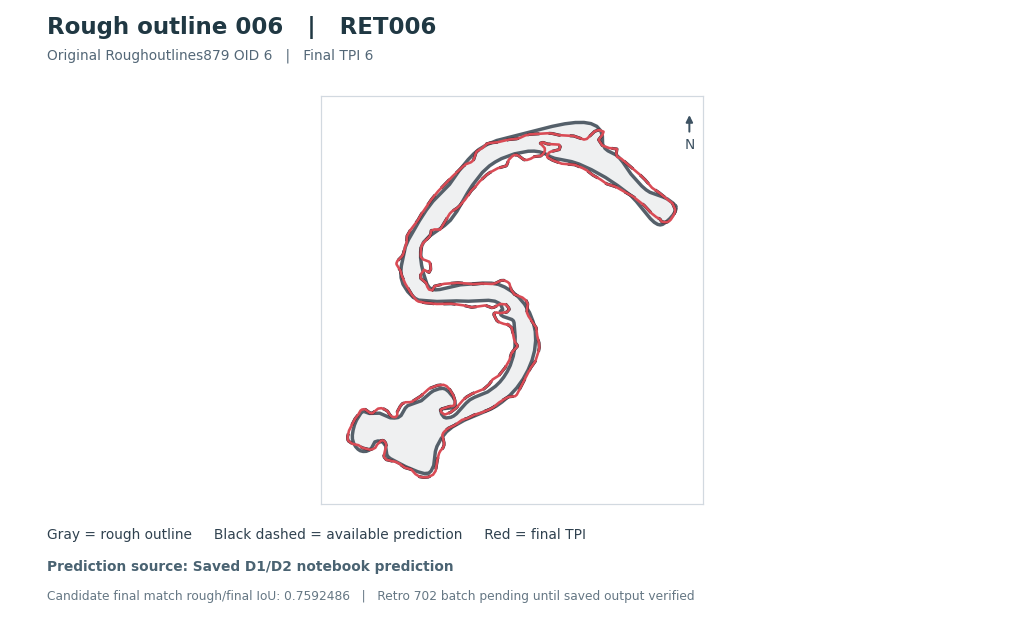 Rough outline 006   |   RET006
Original Roughoutlines879 OID 6   |   Final TPI 6
N
Gray = rough outline     Black dashed = available prediction     Red = final TPI
Prediction source: Saved D1/D2 notebook prediction
Candidate final match rough/final IoU: 0.7592486   |   Retro 702 batch pending until saved output verified